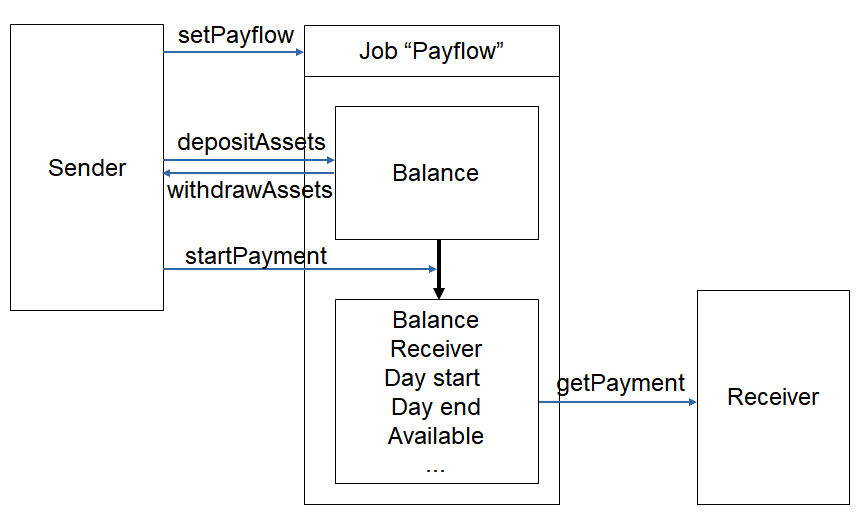 setPayflow
Job “Payflow”
Sender
depositAssets
withdrawAssets
Balance
startPayment
Balance
Receiver
Day start
Day end
Available
...
getPayment
Receiver